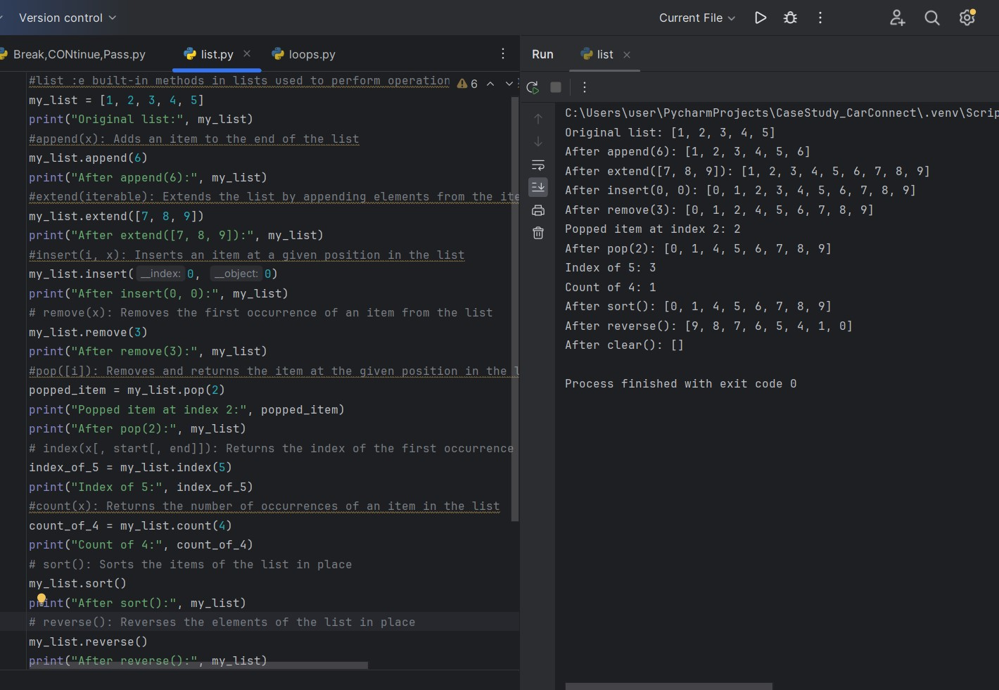 Version control
Current File
Break,CONtinue,Pass.py
list.py
loops.py
Run
list
#list :e built-in methods in lists used to perform operation
6
my_list = [1, 2, 3, 4, 5]
print("Original list:", my_list)
#append(x): Adds an item to the end of the list
my_list.append(6)
print("After append(6):", my_list)
#extend(iterable): Extends the list by appending elements from the ite
my_list.extend([7, 8, 9])
print("After extend([7, 8, 9]):", my_list)
#insert(i, x): Inserts an item at a given position in the list
my_list.insert( __index: 0, __object: 0)
print("After insert(0, 0):", my_list)
# remove(x): Removes the first occurrence of an item from the list
my_list.remove(3)
print("After remove(3):", my_list)
#pop([i]): Removes and returns the item at the given position in the l
popped_item = my_list.pop(2)
print("Popped item at index 2:", popped_item)
print("After pop(2):", my_list)
# index(x[, start[, end]]): Returns the index of the first occurrence
index_of_5 = my_list.index(5)
print("Index of 5:", index_of_5)
#count(x): Returns the number of occurrences of an item in the list
count_of_4 = my_list.count(4)
print("Count of 4:", count_of_4)
# sort(): Sorts the items of the list in place
my_list.sort()
print("After sort():", my_list)
# reverse(): Reverses the elements of the list in place
my_list.reverse()
print("After reverse():", my_list)
C:\Users\user\PycharmProjects\CaseStudy_CarConnect\.venv\Scrip
Original list: [1, 2, 3, 4, 5]
After append(6): [1, 2, 3, 4, 5, 6]
After extend([7, 8, 9]): [1, 2, 3, 4, 5, 6, 7, 8, 9]
After insert(0, 0): [0, 1, 2, 3, 4, 5, 6, 7, 8, 9]
After remove(3): [0, 1, 2, 4, 5, 6, 7, 8, 9]
Popped item at index 2: 2
After pop(2): [0, 1, 4, 5, 6, 7, 8, 9]
Index of 5: 3
Count of 4: 1
After sort(): [0, 1, 4, 5, 6, 7, 8, 9]
After reverse(): [9, 8, 7, 6, 5, 4, 1, 0]
After clear(): []
Process finished with exit code 0